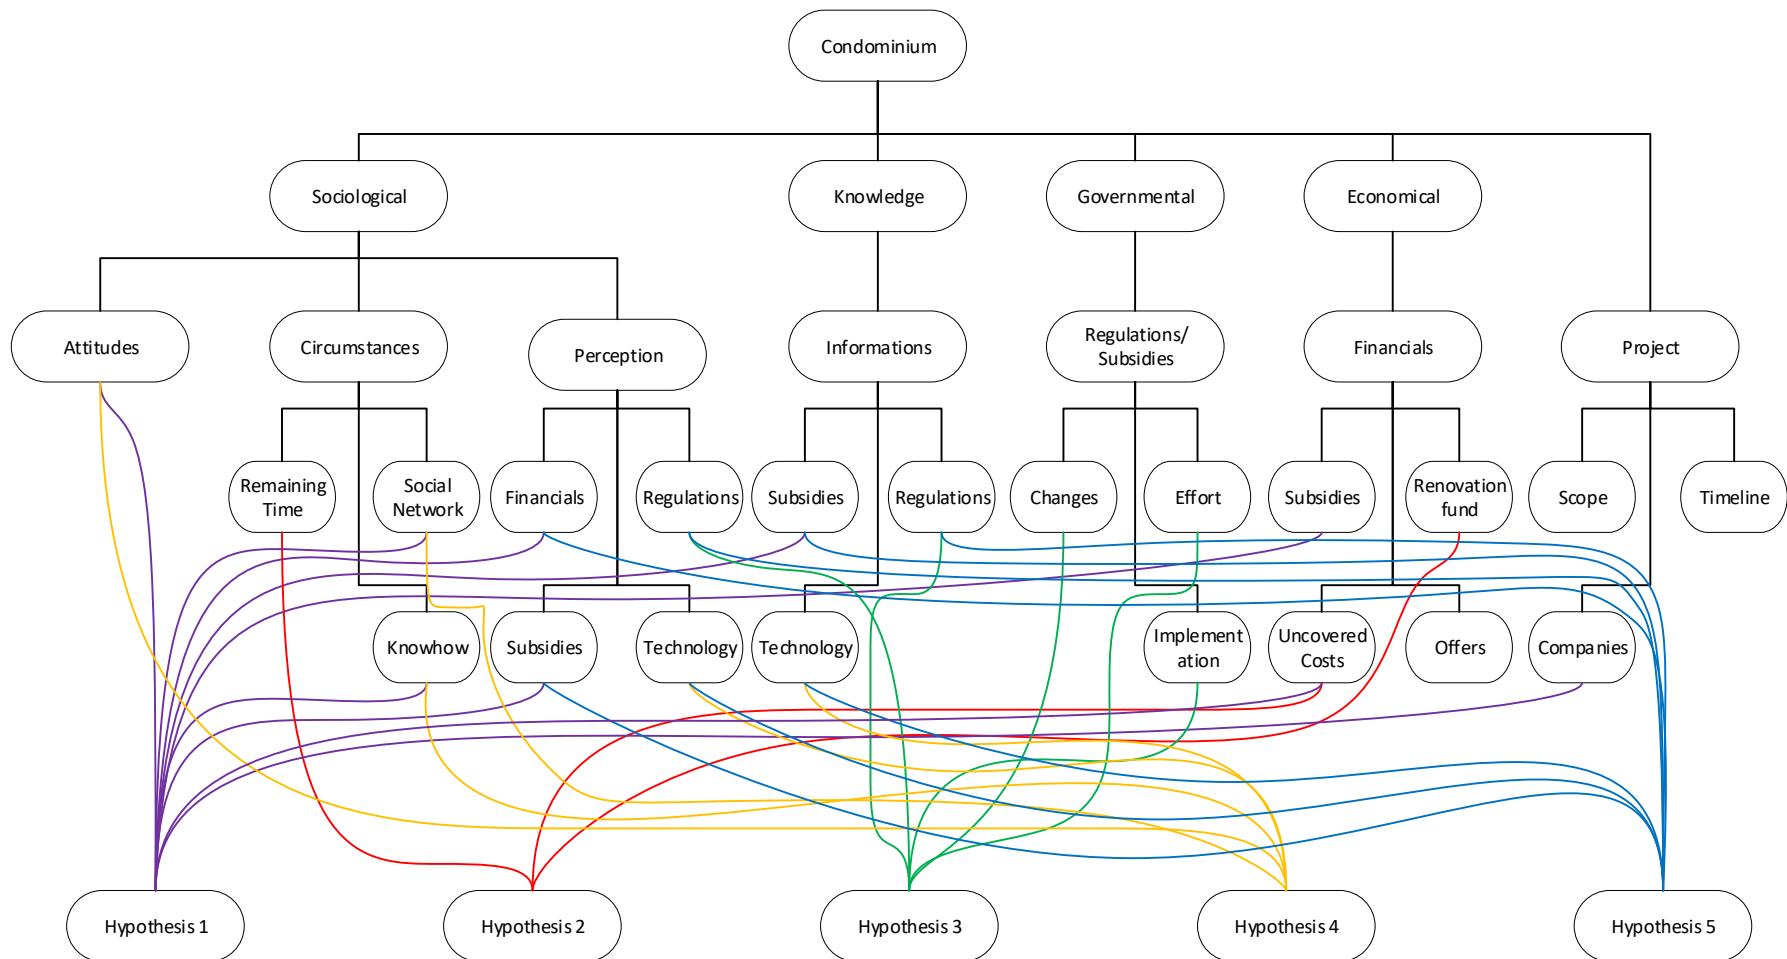 Condominium
Sociological
Knowledge
Governmental
Economical
Attitudes
Circumstances
Perception
Informations
Regulations/
Subsidies
Financials
Project
Remaining
Time
Social
Network
Financials
Regulations
Subsidies
Regulations
Changes
Effort
Subsidies
Renovation
fund
Scope
Timeline
Knowhow
Subsidies
Technology
Technology
Implement
ation
Uncovered
Costs
Offers
Companies
Hypothesis 1
Hypothesis 2
Hypothesis 3
Hypothesis 4
Hypothesis 5